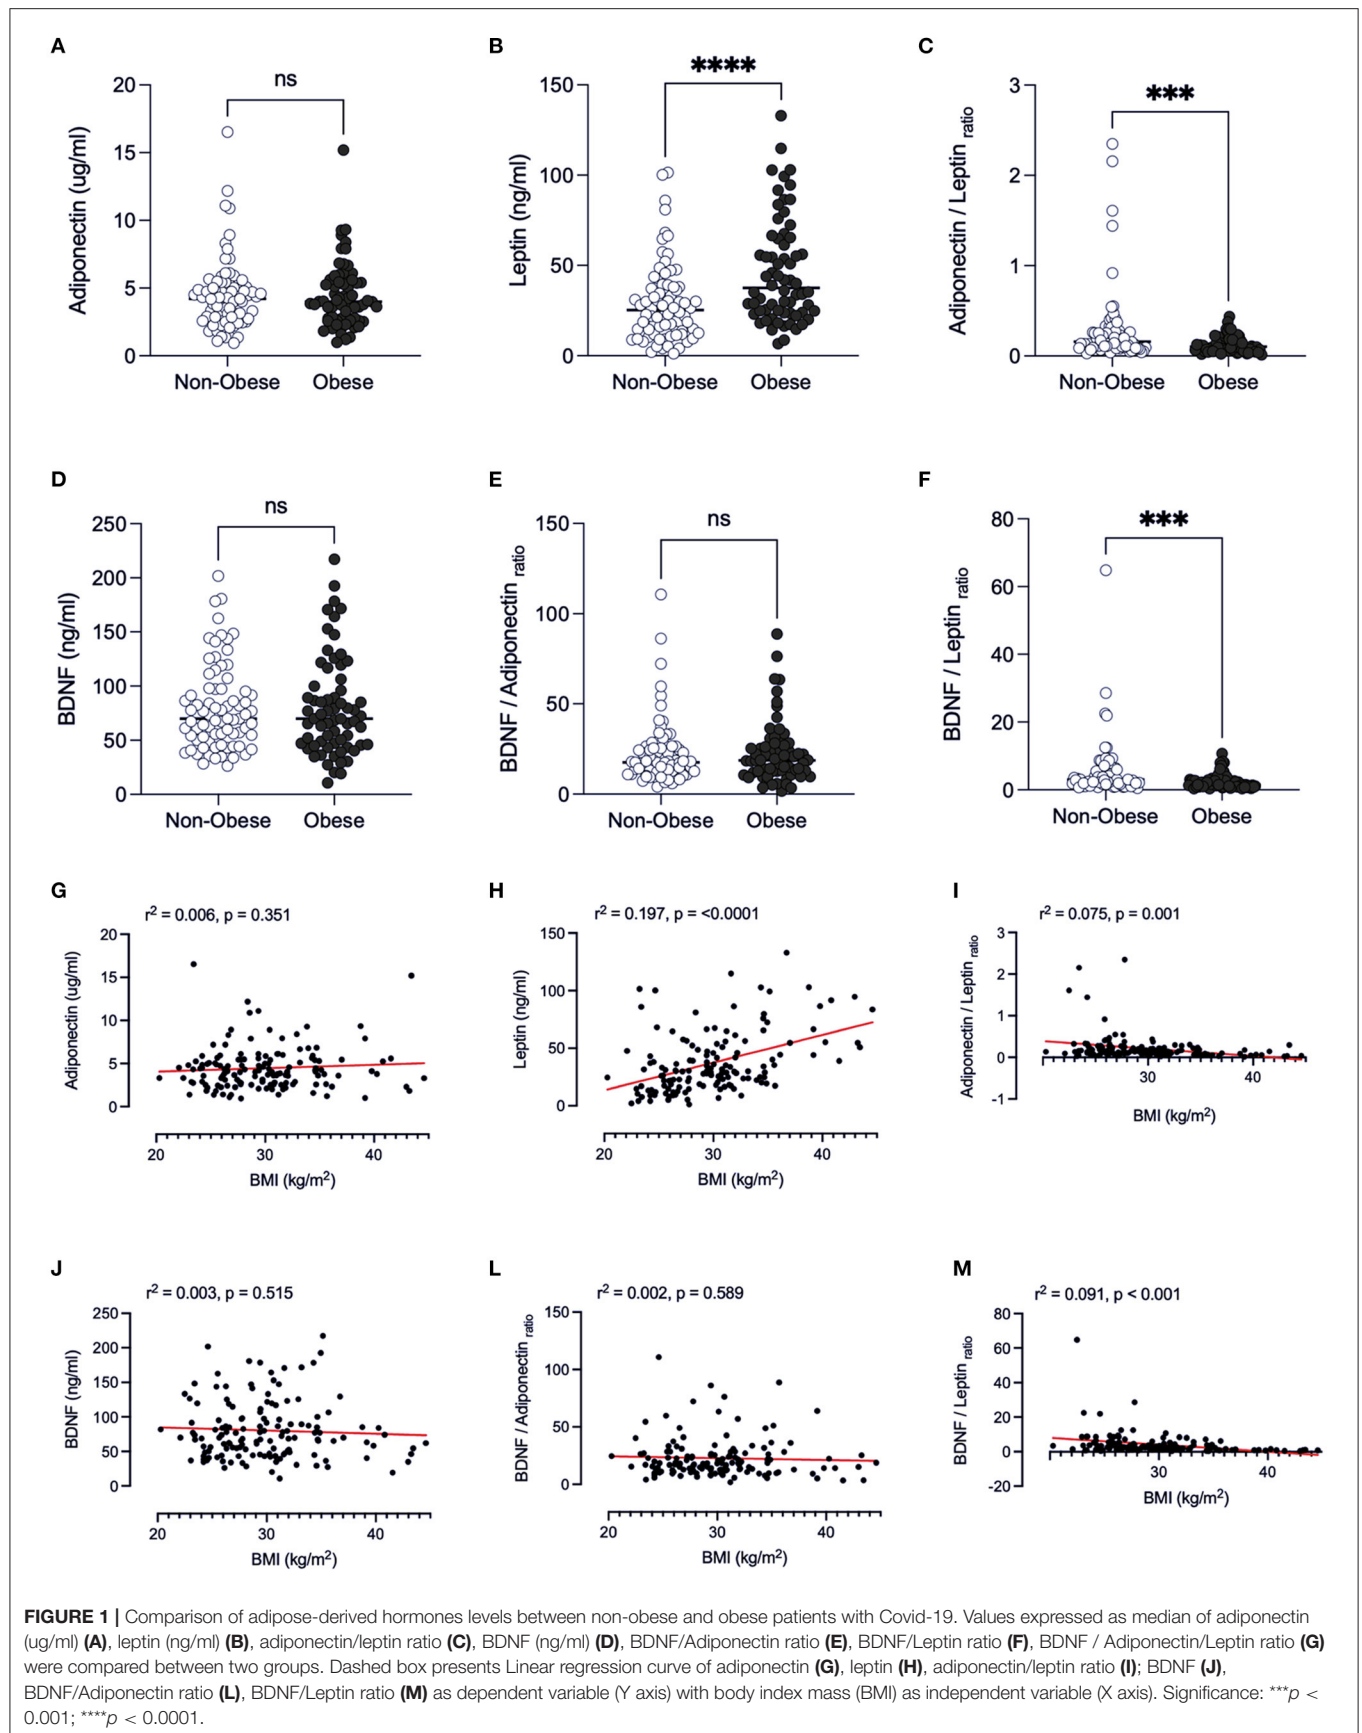 A
B
C
20
15
10
5
0
Adiponectin (ug/ml)
ns
Non-Obese Obese
150
100
50
0
Leptin (ng/ml)
****
Non-Obese Obese
3
2
1
0
Adiponectin / Leptin ratio
***
Non-Obese Obese
D
E
F
250
200
150
100
50
0
BDNF (ng/ml)
ns
Non-Obese Obese
150
100
50
0
BDNF / Adiponectin ratio
ns
Non-Obese Obese
80
60
40
20
0
BDNF / Leptin ratio
***
Non-Obese Obese
G
r² = 0.006, p = 0.351
20
15
10
5
0
Adiponectin (ug/ml)
20 30 40
BMI (kg/m²)
H
r² = 0.197, p = <0.0001
150
100
50
0
Leptin (ng/ml)
20 30 40
BMI (kg/m²)
I
r² = 0.075, p = 0.001
3
2
1
0
-1
Adiponectin / Leptin ratio
30 40
BMI (kg/m²)
J
r² = 0.003, p = 0.515
250
200
150
100
50
0
BDNF (ng/ml)
20 30 40
BMI (kg/m²)
L
r² = 0.002, p = 0.589
150
100
50
0
BDNF / Adiponectin ratio
20 30 40
BMI (kg/m²)
M
r² = 0.091, p < 0.001
80
60
40
20
0
-20
BDNF / Leptin ratio
30 40
BMI (kg/m²)
FIGURE 1 | Comparison of adipose-derived hormones levels between non-obese and obese patients with Covid-19. Values expressed as median of adiponectin
(ug/ml) (A), leptin (ng/ml) (B), adiponectin/leptin ratio (C), BDNF (ng/ml) (D), BDNF/Adiponectin ratio (E), BDNF/Leptin ratio (F), BDNF / Adiponectin/Leptin ratio (G)
were compared between two groups. Dashed box presents Linear regression curve of adiponectin (G), leptin (H), adiponectin/leptin ratio (I); BDNF (J),
BDNF/Adiponectin ratio (L), BDNF/Leptin ratio (M) as dependent variable (Y axis) with body index mass (BMI) as independent variable (X axis). Significance: ***p <
0.001; ****p < 0.0001.